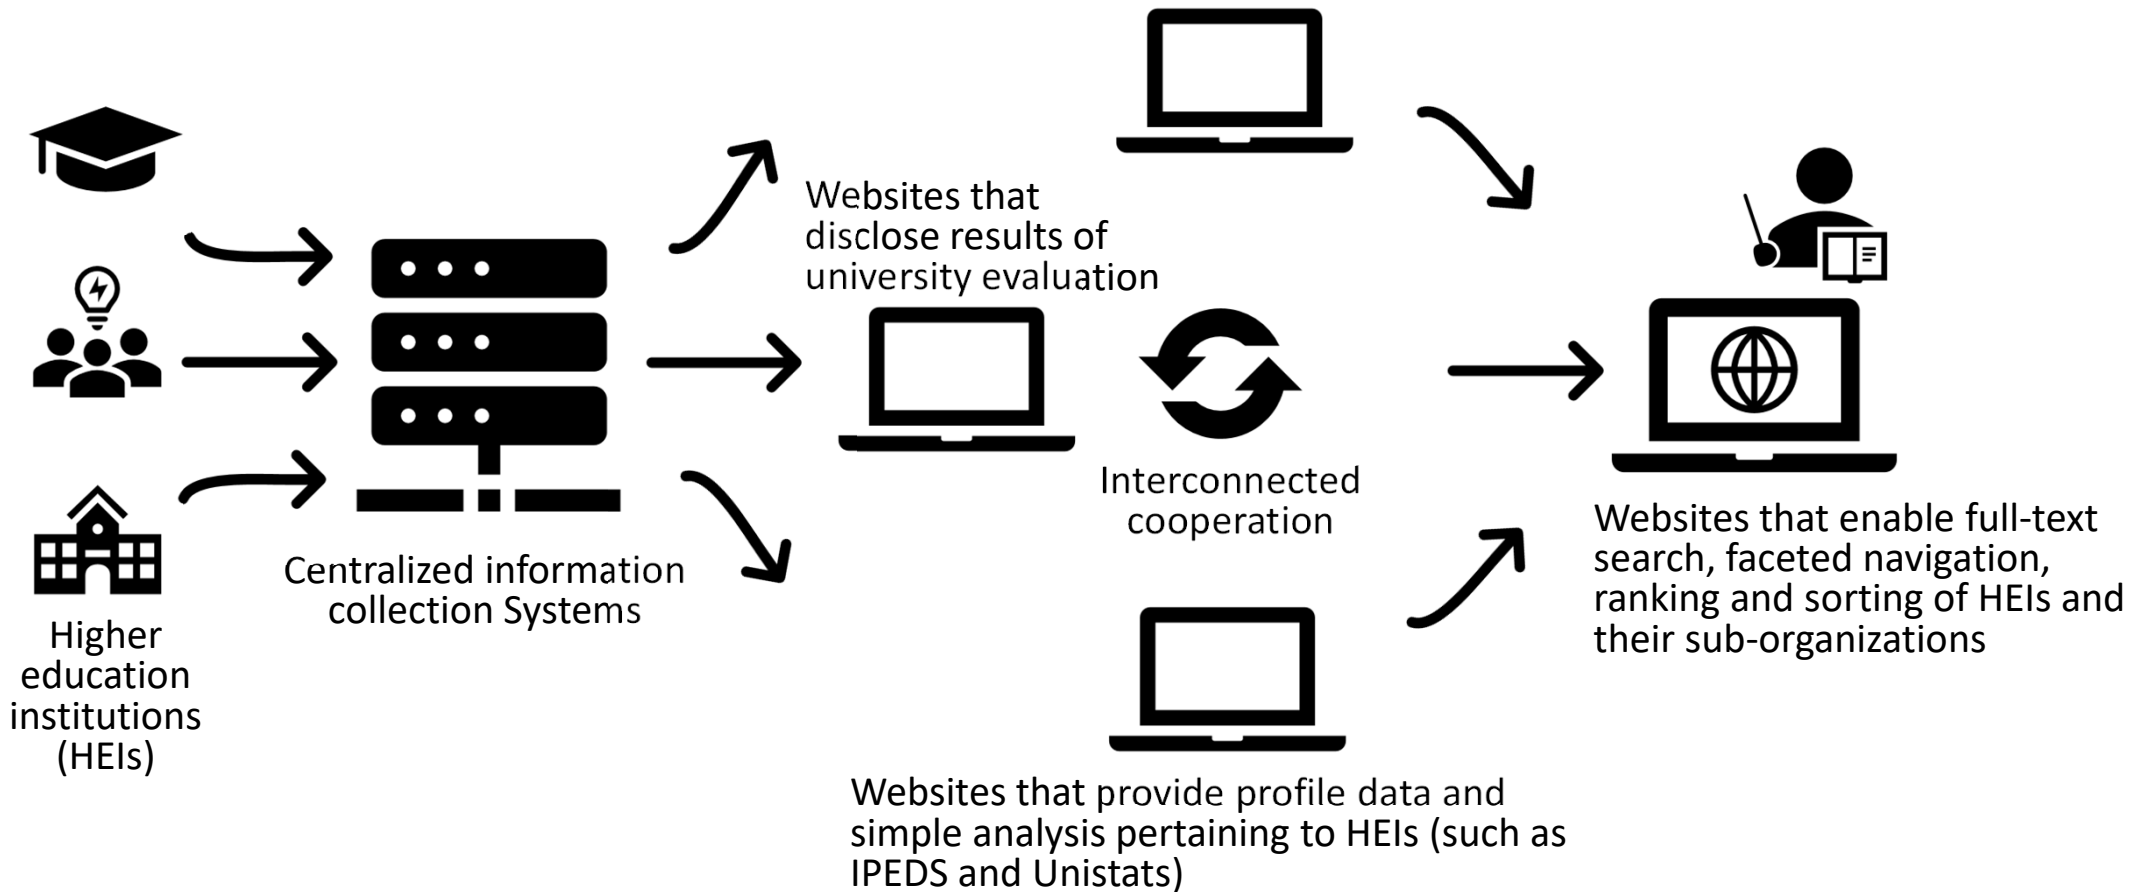 Websites that
disclose results of
university evaluation
Interconnected
cooperation
Centralized information
collection Systems
Higher
education
institutions
(HEIs)
Websites that enable full-text
search, faceted navigation,
ranking and sorting of HEIs and
their sub-organizations
Websites that provide profile data and
simple analysis pertaining to HEIs (such as
IPEDS and Unistats)